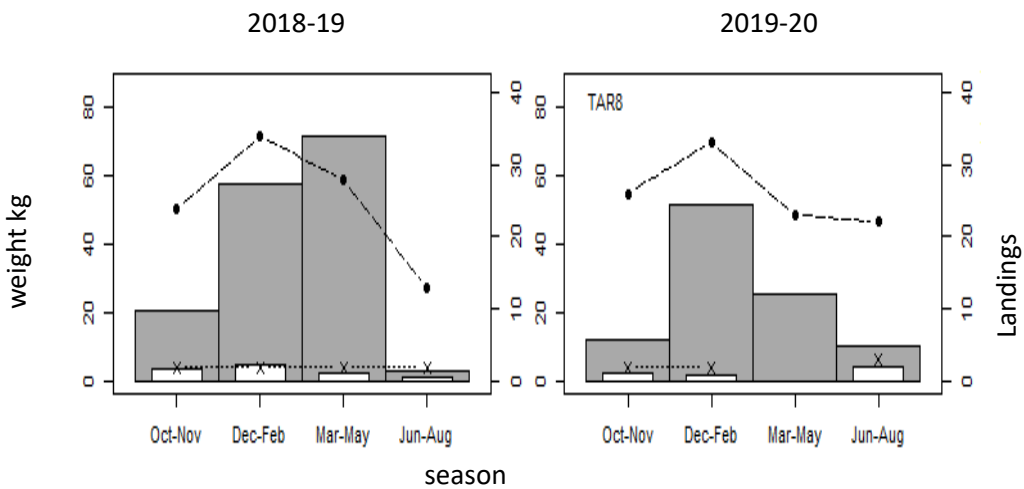 2018-19
2019-20
TAR8
weight kg
0 20 40 60 80
0 10 20 30 40
0 20 40 60 80
0 10 20 30 40
Landings
Oct-Nov Dec-Feb Mar-May Jun-Aug
Oct-Nov Dec-Feb Mar-May Jun-Aug
season